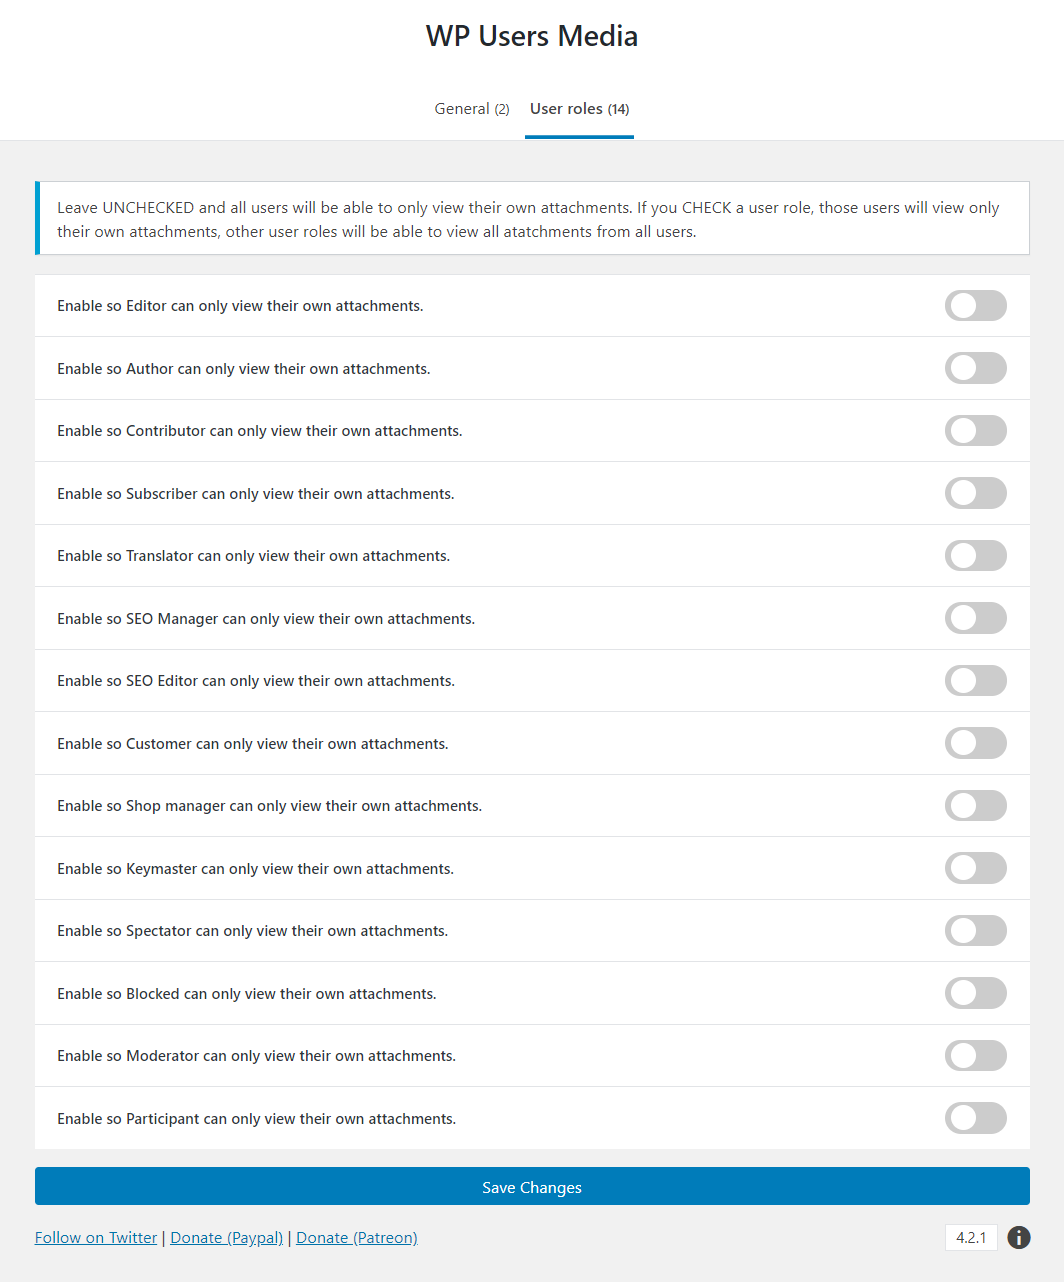 WP Users Media
General (2) User roles (14)
Leave UNCHECKED and all users will be able to only view their own attachments. If you CHECK a user role, those users will view only
their own attachments, other user roles will be able to view all atatchments from all users.
Enable so Editor can only view their own attachments.
Enable so Author can only view their own attachments.
Enable so Contributor can only view their own attachments.
Enable so Subscriber can only view their own attachments.
Enable so Translator can only view their own attachments.
Enable so SEO Manager can only view their own attachments.
Enable so SEO Editor can only view their own attachments.
Enable so Customer can only view their own attachments.
Enable so Shop manager can only view their own attachments.
Enable so Keymaster can only view their own attachments.
Enable so Spectator can only view their own attachments.
Enable so Blocked can only view their own attachments.
Enable so Moderator can only view their own attachments.
Enable so Participant can only view their own attachments.
Save Changes
Follow on Twitter | Donate (Paypal) | Donate (Patreon) 4.2.1 i